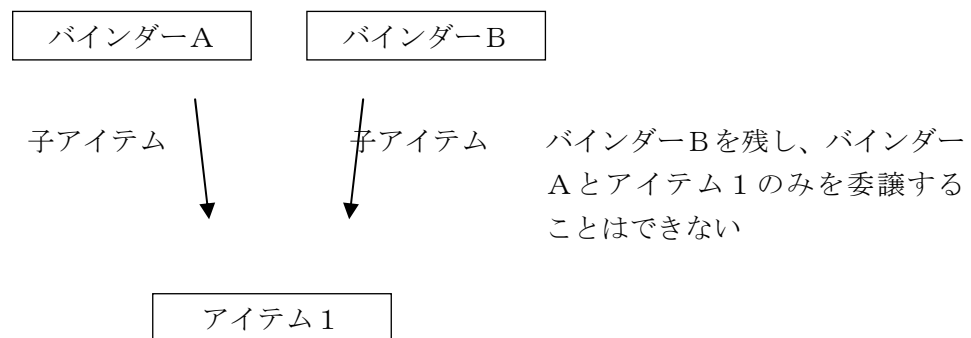 バインダーＡ
バインダーＢ
子アイテム
子アイテム
バインダーＢを残し、バインダー
Ａとアイテム１のみを委譲する
ことはできない
アイテム１